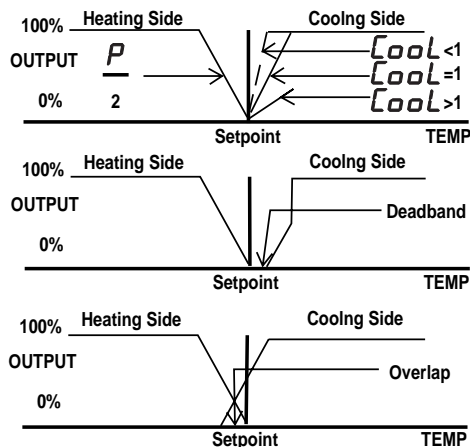 100% Heating Side Coolng Side
OUTPUT P CooL<1
CooL=1
0% 2 CooL>1
Setpoint TEMP
100% Heating Side Coolng Side
OUTPUT
Deadband
0%
Setpoint TEMP
100% Heating Side Coolng Side
OUTPUT
Overlap
0%
Setpoint TEMP